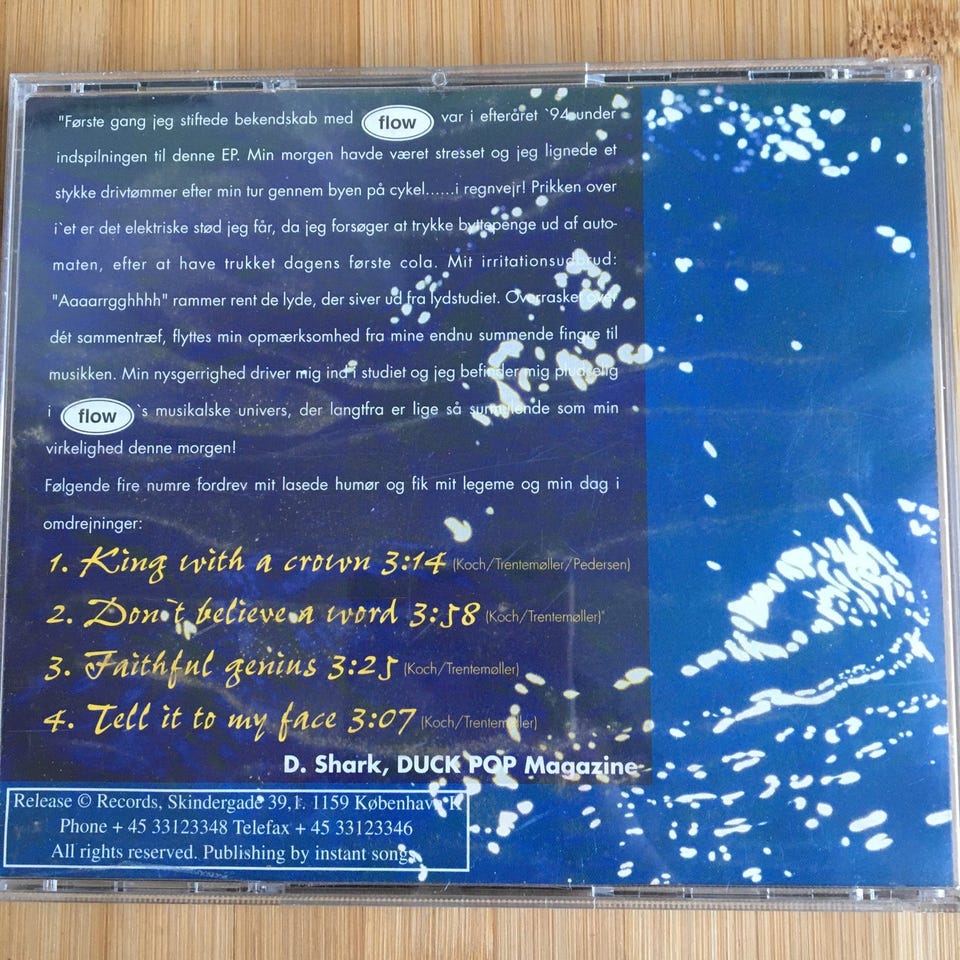 "Første gang jeg stiftede bekendskab med flow var i efteråret `94 under
indspilningen til denne EP. Min morgen havde været stresset og jeg lignede et
stykke drivtømmer efter min tur gennem byen på cykel......i regnvejr! Prikken over
i`et er det elektriske stød jeg får, da jeg forsøger at trykke byttepenge ud af auto-
maten, efter at have trukket dagens første cola. Mit irritationsudbrud:
"Aaaarrgghhhh" rammer rent de lyde, der siver ud fra lydstudiet. Overrasket over
dét sammentræf, flyttes min opmærksomhed fra mine endnu summende fingre til
musikken. Min nysgerrighed driver mig ind i studiet og jeg befinder mig pludselig
i flow `s musikalske univers, der langtfra er lige så surmulende som min
virkelighed denne morgen!
Følgende fire numre fordrev mit lasede humør og fik mit legeme og min dag i
omdrejninger:
1. King with a crown 3:14 (Koch/Trentemøller/Pedersen)
2. Don`t believe a word 3:58 (Koch/Trentemøller)"
3. Faithful genius 3:25 (Koch/Trentemøller)
4. Tell it to my face 3:07 (Koch/Trentemøller)
D. Shark, DUCK POP Magazine
Release © Records, Skindergade 39, 1159 København K
Phone + 45 33123348 Telefax + 45 33123346
All rights reserved. Publishing by instant songs